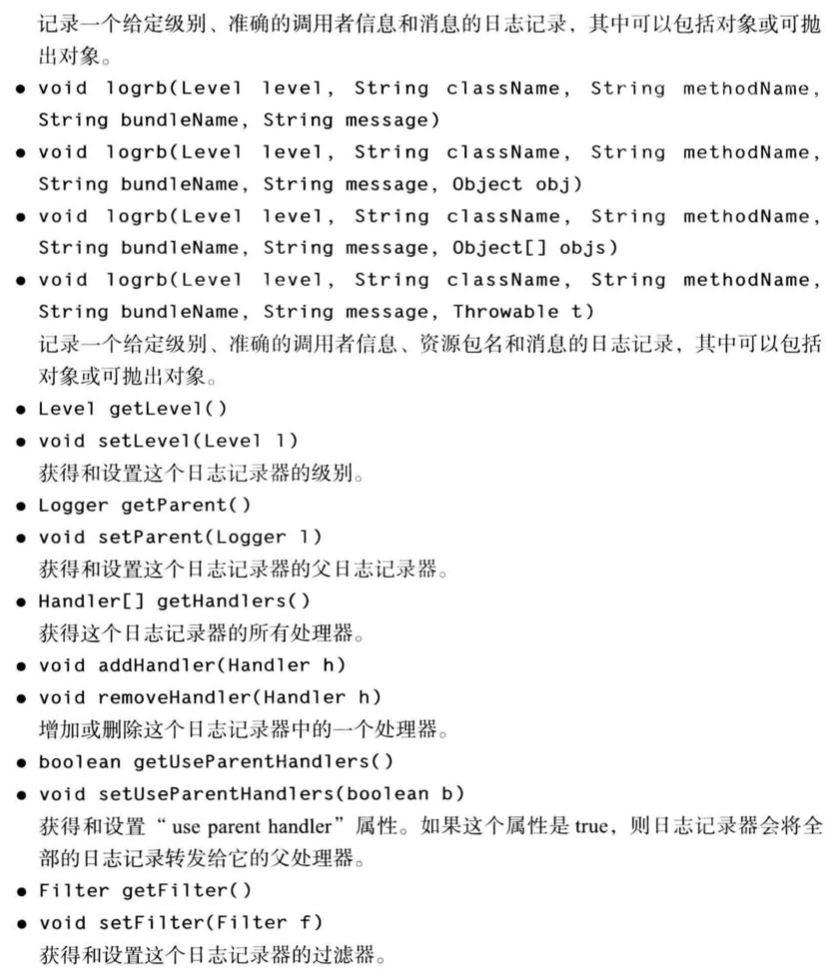 记录一个给定级别、准确的调用者信息和消息的日志记录，其中可以包括对象或可抛
出对象。
● void logrb(Level level, String className, String methodName,
String bundleName, String message)
● void logrb(Level level, String className, String methodName,
String bundleName, String message, Object obj)
● void logrb(Level level, String className, String methodName,
String bundleName, String message, Object[] objs)
● void logrb(Level level, String className, String methodName,
String bundleName, String message, Throwable t)
记录一个给定级别、准确的调用者信息、资源包名和消息的日志记录，其中可以包括
对象或可抛出对象。
● Level getLevel()
● void setLevel(Level l)
获得和设置这个日志记录器的级别。
● Logger getParent()
● void setParent(Logger l)
获得和设置这个日志记录器的父日志记录器。
● Handler[] getHandlers()
获得这个日志记录器的所有处理器。
● void addHandler(Handler h)
● void removeHandler(Handler h)
增加或删除这个日志记录器中的一个处理器。
● boolean getUseParentHandlers()
● void setUseParentHandlers(boolean b)
获得和设置“use parent handler”属性。如果这个属性是 true，则日志记录器会将全
部的日志记录转发给它的父处理器。
● Filter getFilter()
● void setFilter(Filter f)
获得和设置这个日志记录器的过滤器。